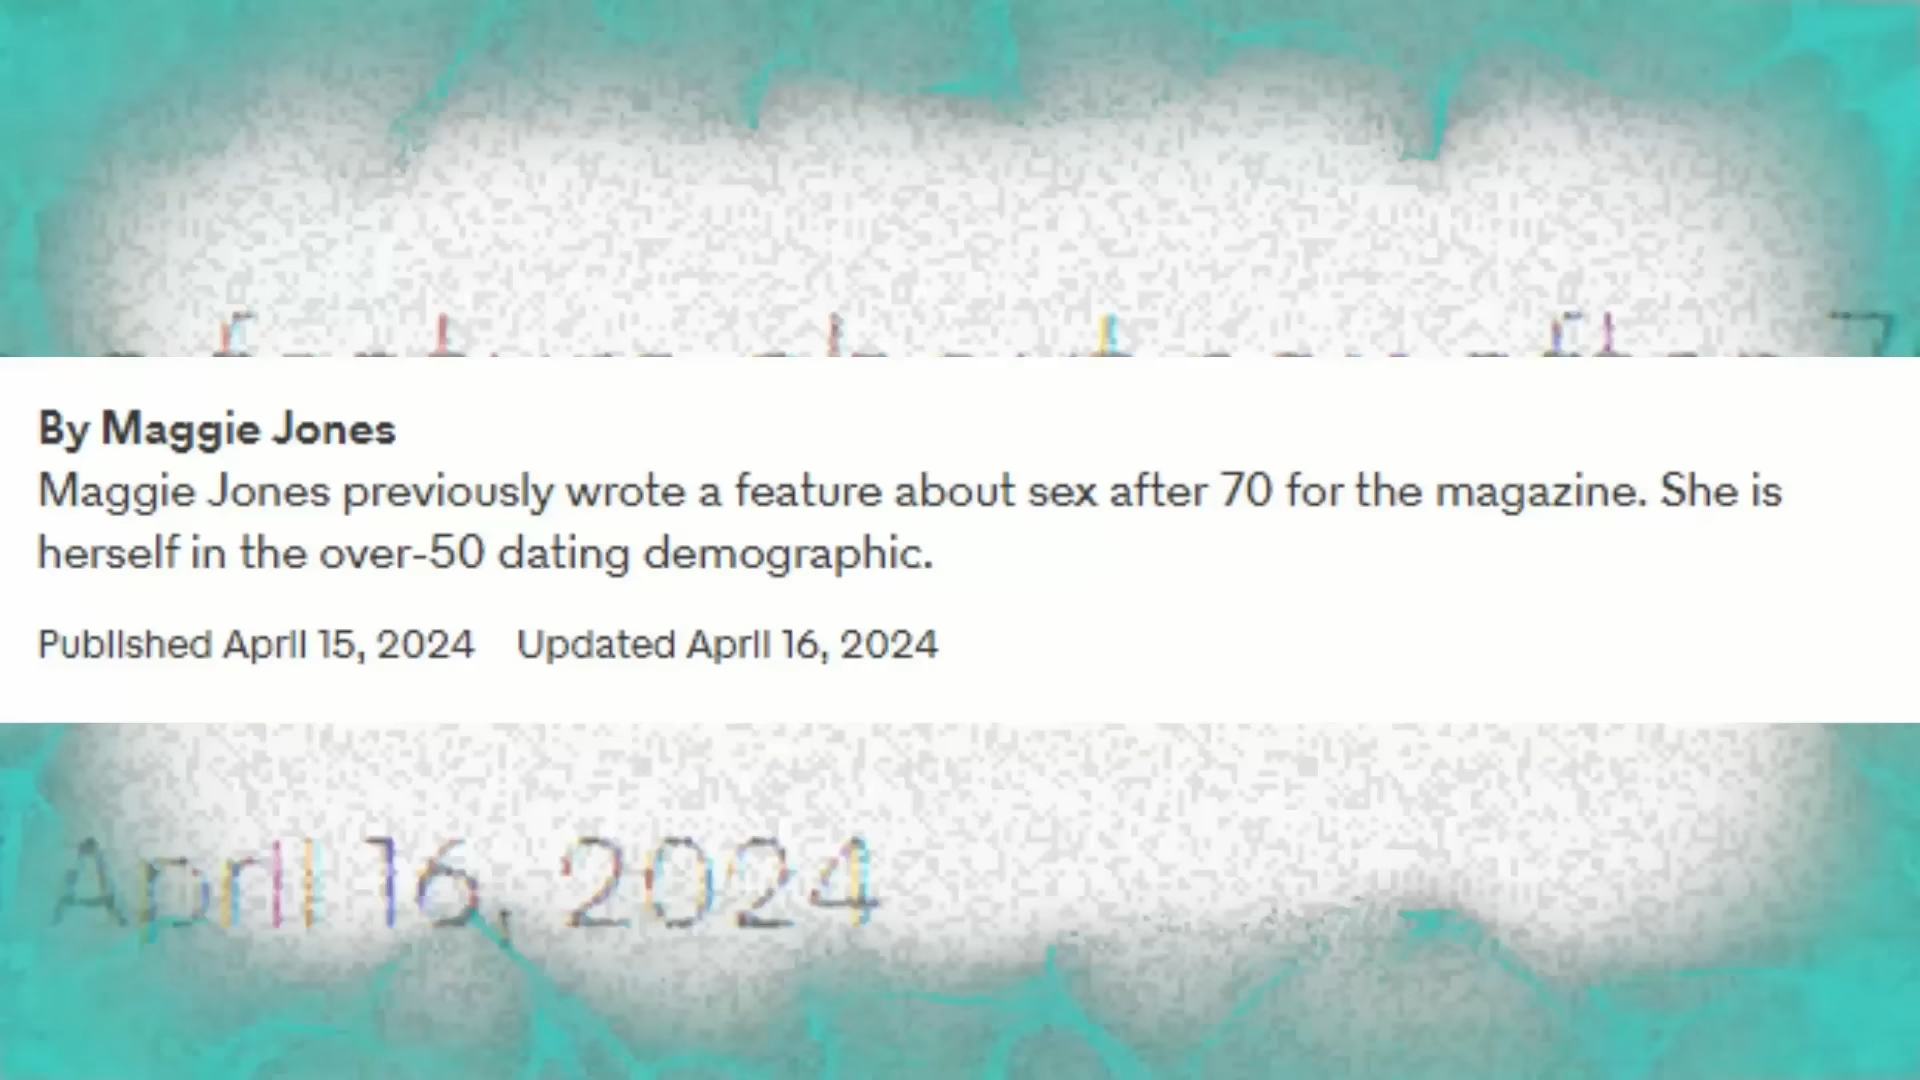 By Maggie Jones
Maggie Jones previously wrote a feature about sex after 70 for the magazine. She is
herself in the over-50 dating demographic.
Published April 15, 2024 Updated April 16, 2024
April 16, 2024